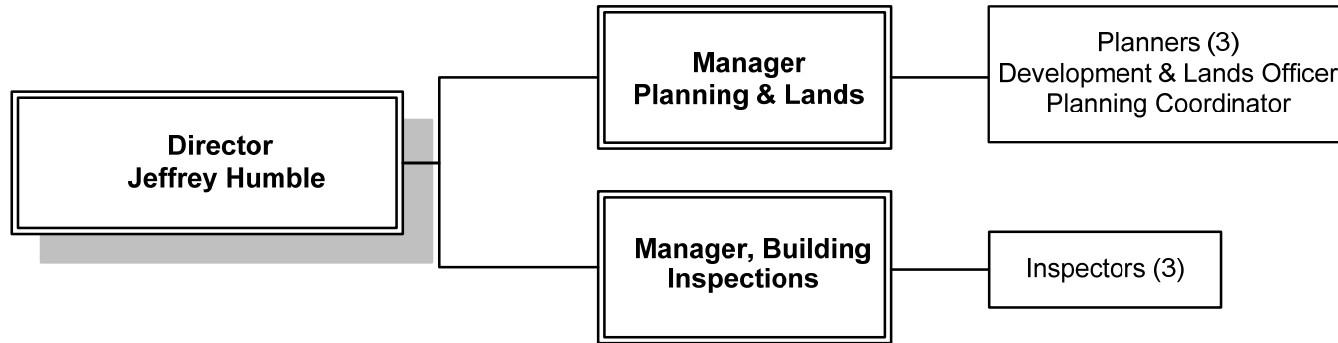 Director
Jeffrey Humble
Manager
Planning & Lands
Planners (3)
Development & Lands Officer
Planning Coordinator
Manager, Building
Inspections
Inspectors (3)